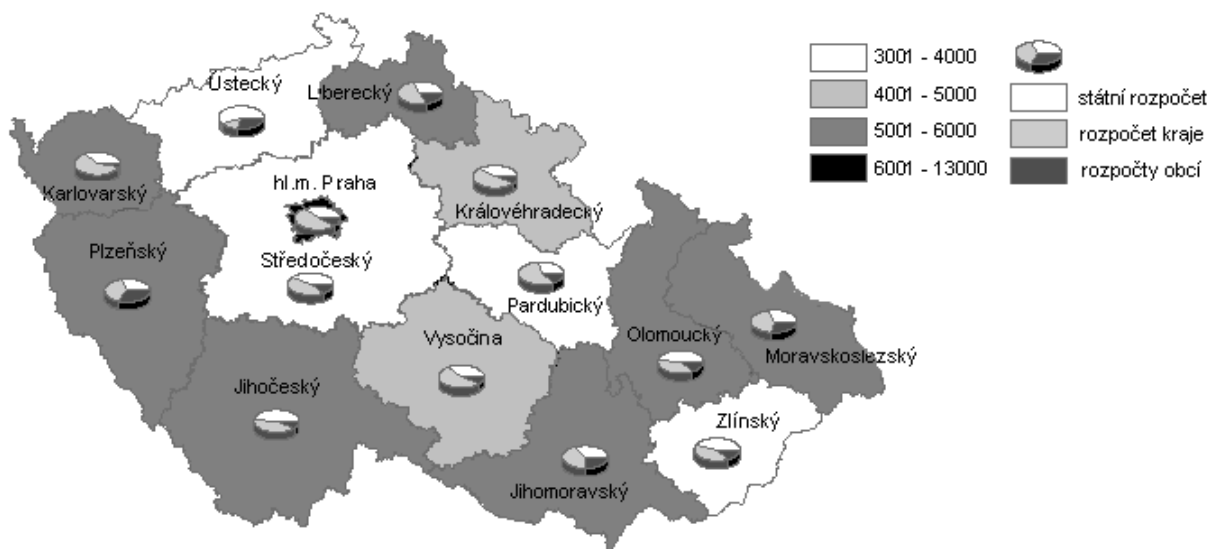 Ústecký
Liberecký
Karlovarský
hl.m. Praha
Královéhradecký
Plzeňský
Středočeský
Pardubický
Vysočina
Olomoucký
Moravskoslezský
Jihočeský
Zlínský
Jihomoravský
3001 - 4000
4001 - 5000
5001 - 6000
6001 - 13000
státní rozpočet
rozpočet kraje
rozpočty obcí